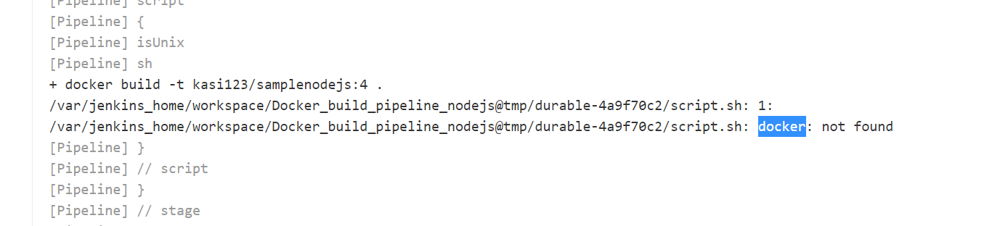 [Pipeline] script
[Pipeline] {
[Pipeline] isUnix
[Pipeline] sh
+ docker build -t kasi123/samplenodejs:4 .
/var/jenkins_home/workspace/Docker_build_pipeline_nodejs@tmp/durable-4a9f70c2/script.sh: 1:
/var/jenkins_home/workspace/Docker_build_pipeline_nodejs@tmp/durable-4a9f70c2/script.sh: docker: not found
[Pipeline] }
[Pipeline] // script
[Pipeline] }
[Pipeline] // stage